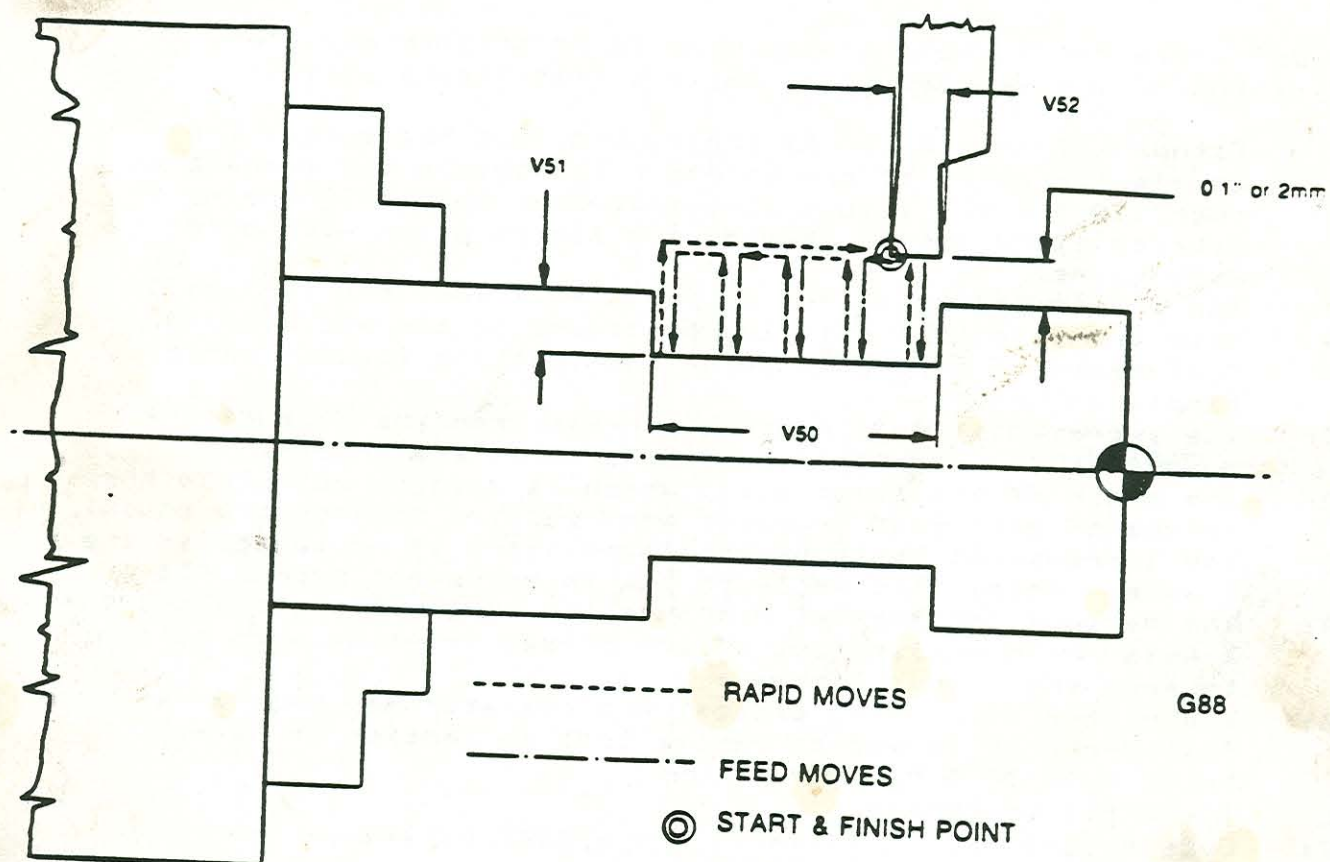 V52
V51
0 1" or 2mm
V50
RAPID MOVES
G88
FEED MOVES
START & FINISH POINT